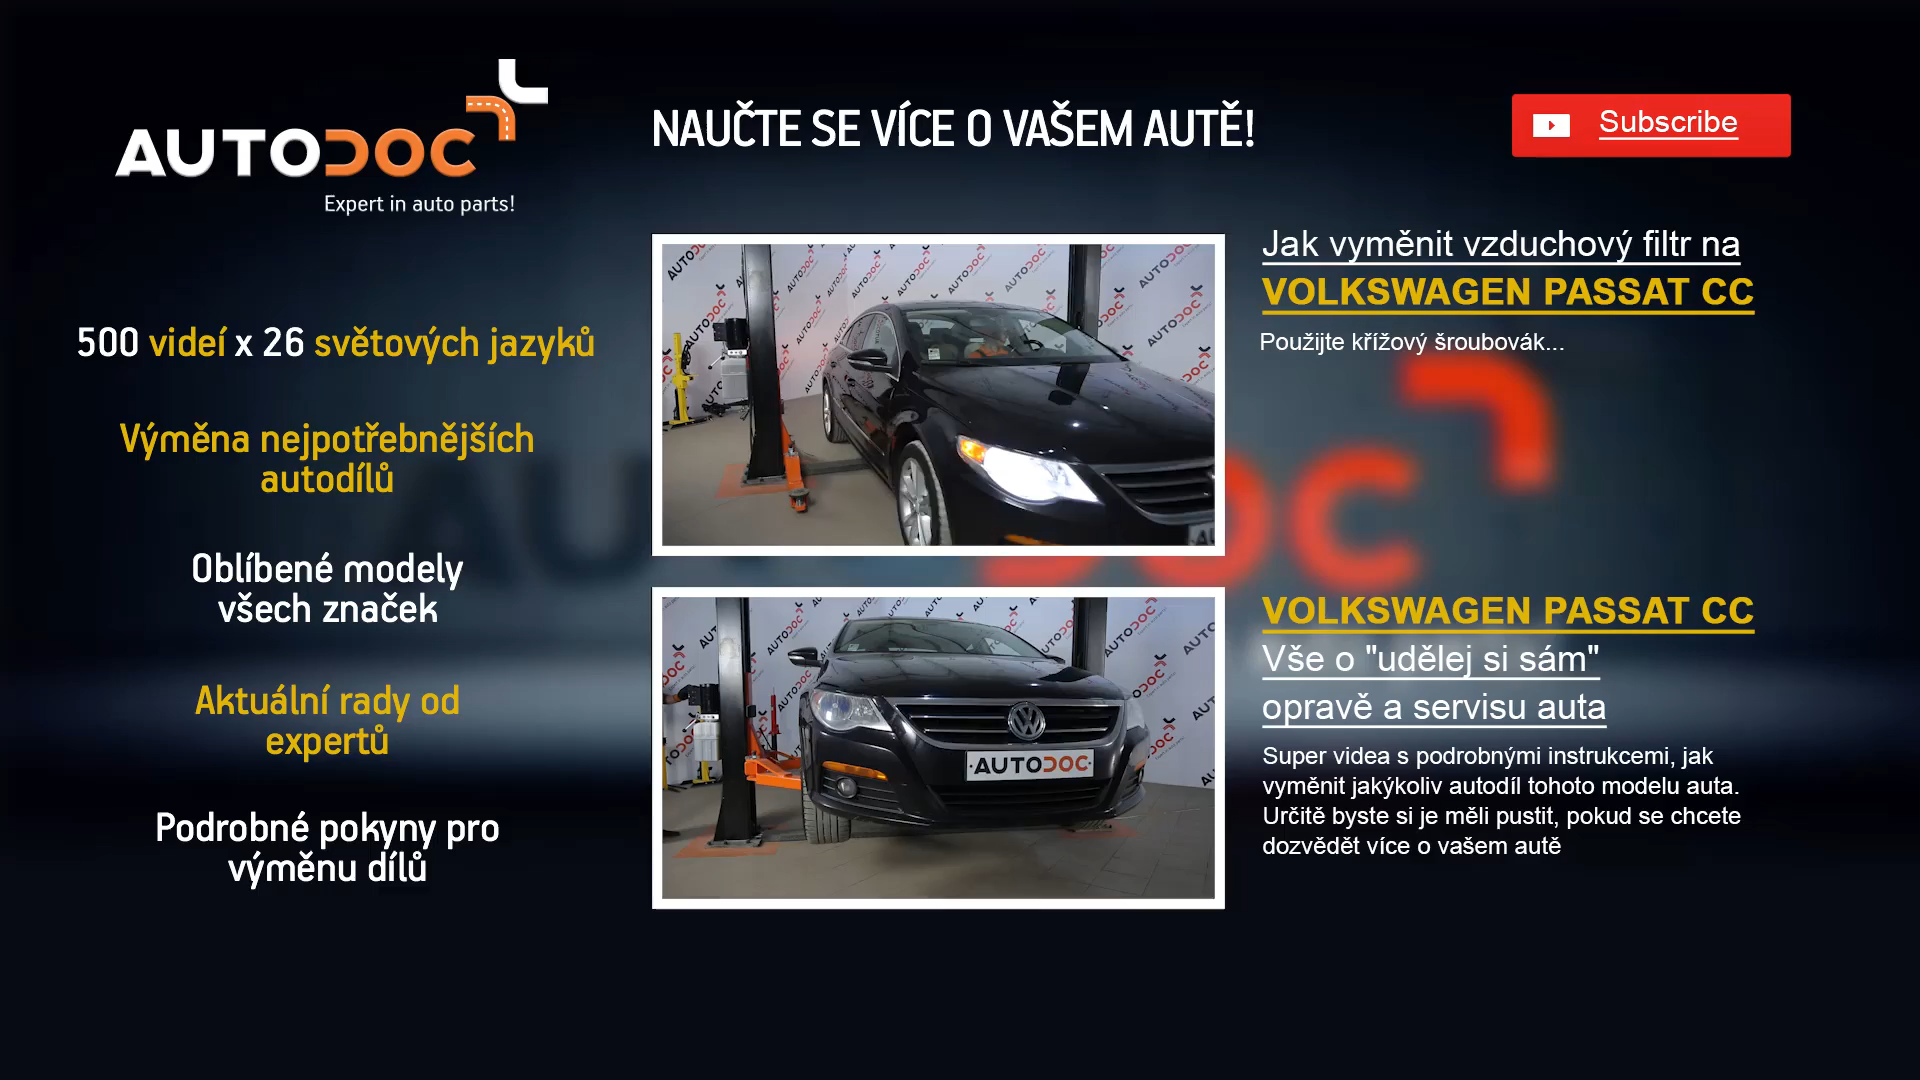 AUTODOC
Expert in auto parts!
NAUČTE SE VÍCE O VAŠEM AUTĚ!
Subscribe
500 videí x 26 světových jazyků
Výměna nejpotřebnějších
autodílů
Oblíbené modely
všech značek
Aktuální rady od
expertů
Podrobné pokyny pro
výměnu dílů
Jak vyměnit vzduchový filtr na
VOLKSWAGEN PASSAT CC
Použijte křížový šroubovák...
VOLKSWAGEN PASSAT CC
Vše o "udělej si sám"
opravě a servisu auta
Super videa s podrobnými instrukcemi, jak
vyměnit jakýkoliv autodíl tohoto modelu auta.
Určitě byste si je měli pustit, pokud se chcete
dozvědět více o vašem autě
AUTODOC